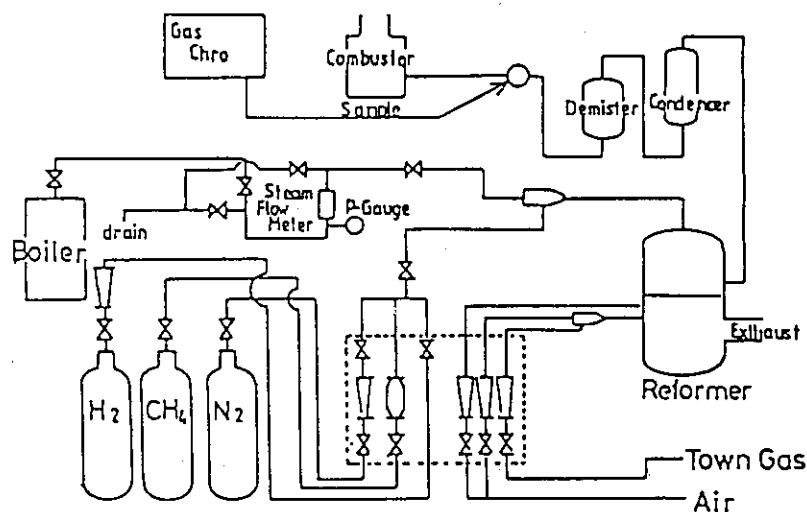 Gas
Chro
Combustor
Sample
Demister
Condencer
Steam
Flow
Meter
P-Gauge
drain
Boiler
H2
CH4
N2
Exhaust
Reformer
Town Gas
Air